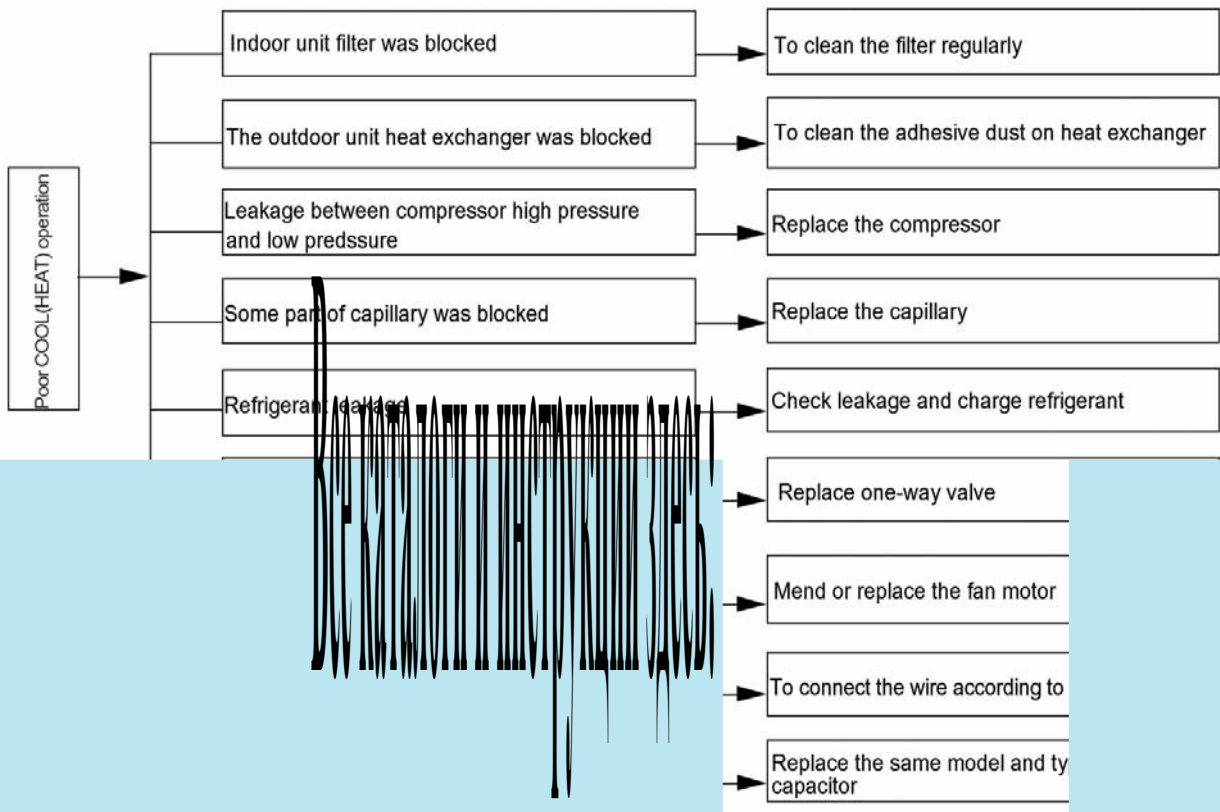 Poor COOL(HEAT) operation
Indoor unit filter was blocked
To clean the filter regularly
The outdoor unit heat exchanger was blocked
To clean the adhesive dust on heat exchanger
Leakage between compressor high pressure
and low predssure
Replace the compressor
Some part of capillary was blocked
Replace the capillary
Refrigerant leakage
Check leakage and charge refrigerant
Все каталоги и инструкции здесь:
Replace one-way valve
Mend or replace the fan motor
To connect the wire according to
Replace the same model and
capacitor